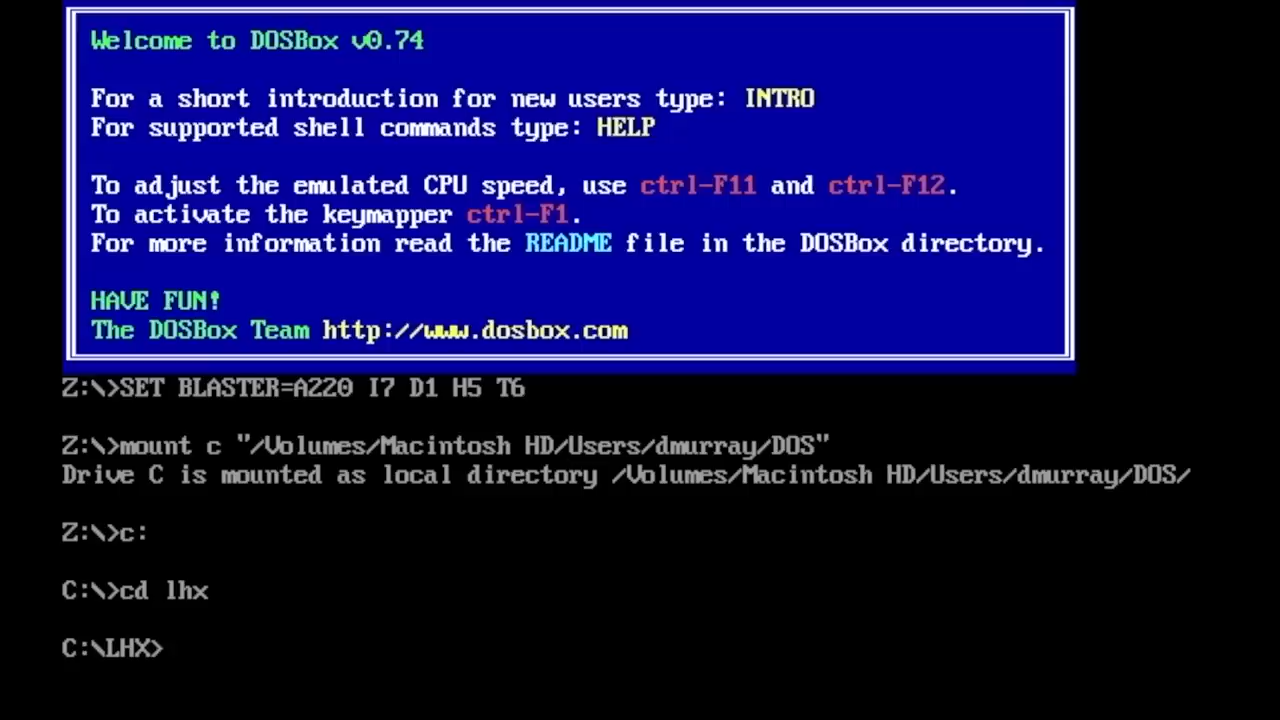 Welcome to DOSBox v0.74
For a short introduction for new users type: INTRO
For supported shell commands type: HELP
To adjust the emulated CPU speed, use ctrl-F11 and ctrl-F12.
To activate the keymapper ctrl-F1.
For more information read the README file in the DOSBox directory.
HAVE FUN!
The DOSBox Team http://www.dosbox.com
Z:\>SET BLASTER=A220 I7 D1 H5 T6
Z:\>mount c "/Volumes/Macintosh HD/Users/dmurray/DOS"
Drive C is mounted as local directory /Volumes/Macintosh HD/Users/dmurray/DOS/
Z:\>c:
C:\>cd lhx
C:\LHX>